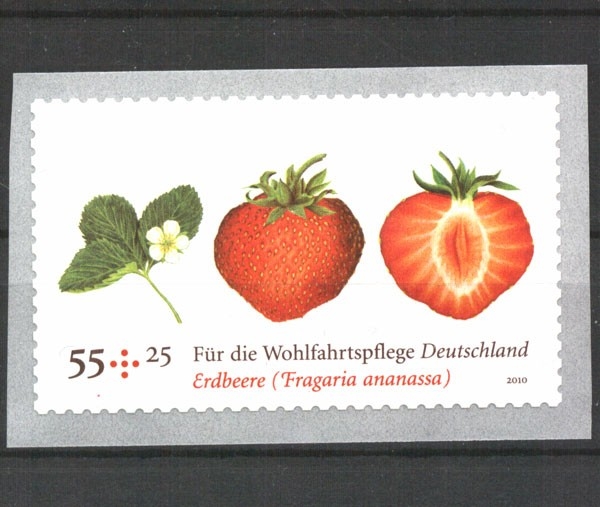 55 + 25 Für die Wohlfahrtspflege Deutschland
Erdbeere (Fragaria ananassa) 2010